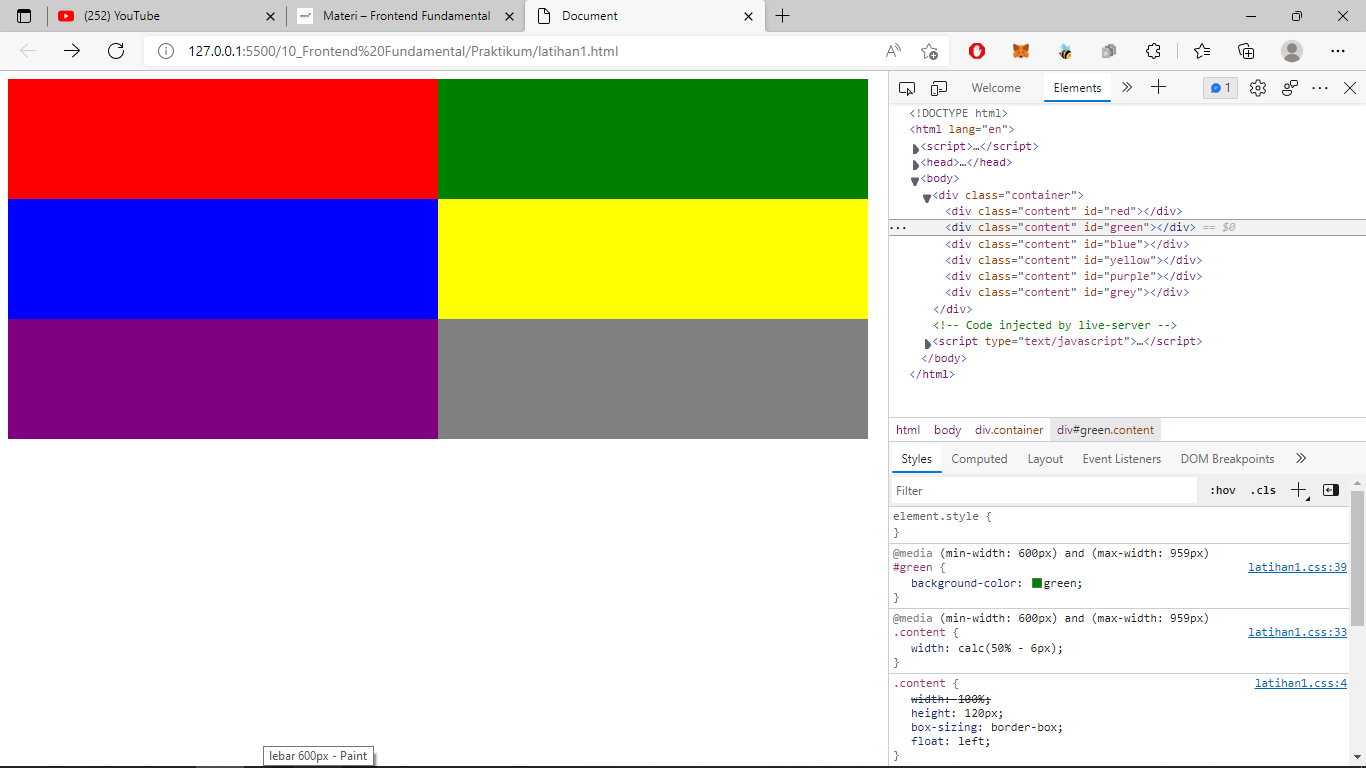 (252) YouTube
Materi – Frontend Fundamental
Document
127.0.0.1:5500/10_Frontend%20Fundamental/Praktikum/latihan1.html
Welcome
Elements
1
<!DOCTYPE html>
<html lang="en">
<script>…</script>
<head>…</head>
<body>
<div class="container">
<div class="content" id="red"></div>
<div class="content" id="green"></div> == $0
<div class="content" id="blue"></div>
<div class="content" id="yellow"></div>
<div class="content" id="purple"></div>
<div class="content" id="grey"></div>
</div>
<!-- Code injected by live-server -->
<script type="text/javascript">…</script>
</body>
</html>
html body div.container div#green.content
Styles Computed Layout Event Listeners DOM Breakpoints
Filter :hov .cls
element.style {
}
@media (min-width: 600px) and (max-width: 959px)
#green { latihan1.css:39
background-color: green;
}
@media (min-width: 600px) and (max-width: 959px)
.content { latihan1.css:33
width: calc(50% - 6px);
}
.content { latihan1.css:4
width: 100%;
height: 120px;
box-sizing: border-box;
float: left;
}
lebar 600px - Paint